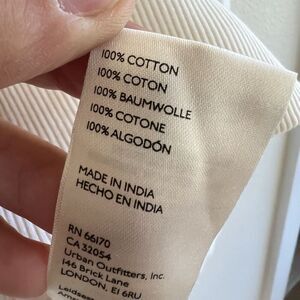 100% COTTON
100% COTON
100% BAUMWOLLE
100% COTONE
100% ALGODÓN
MADE IN INDIA
HECHO EN INDIA
RN 66170
CA 32054
Urban Outfitters, Inc.
146 Brick Lane
LONDON, E1 6RU